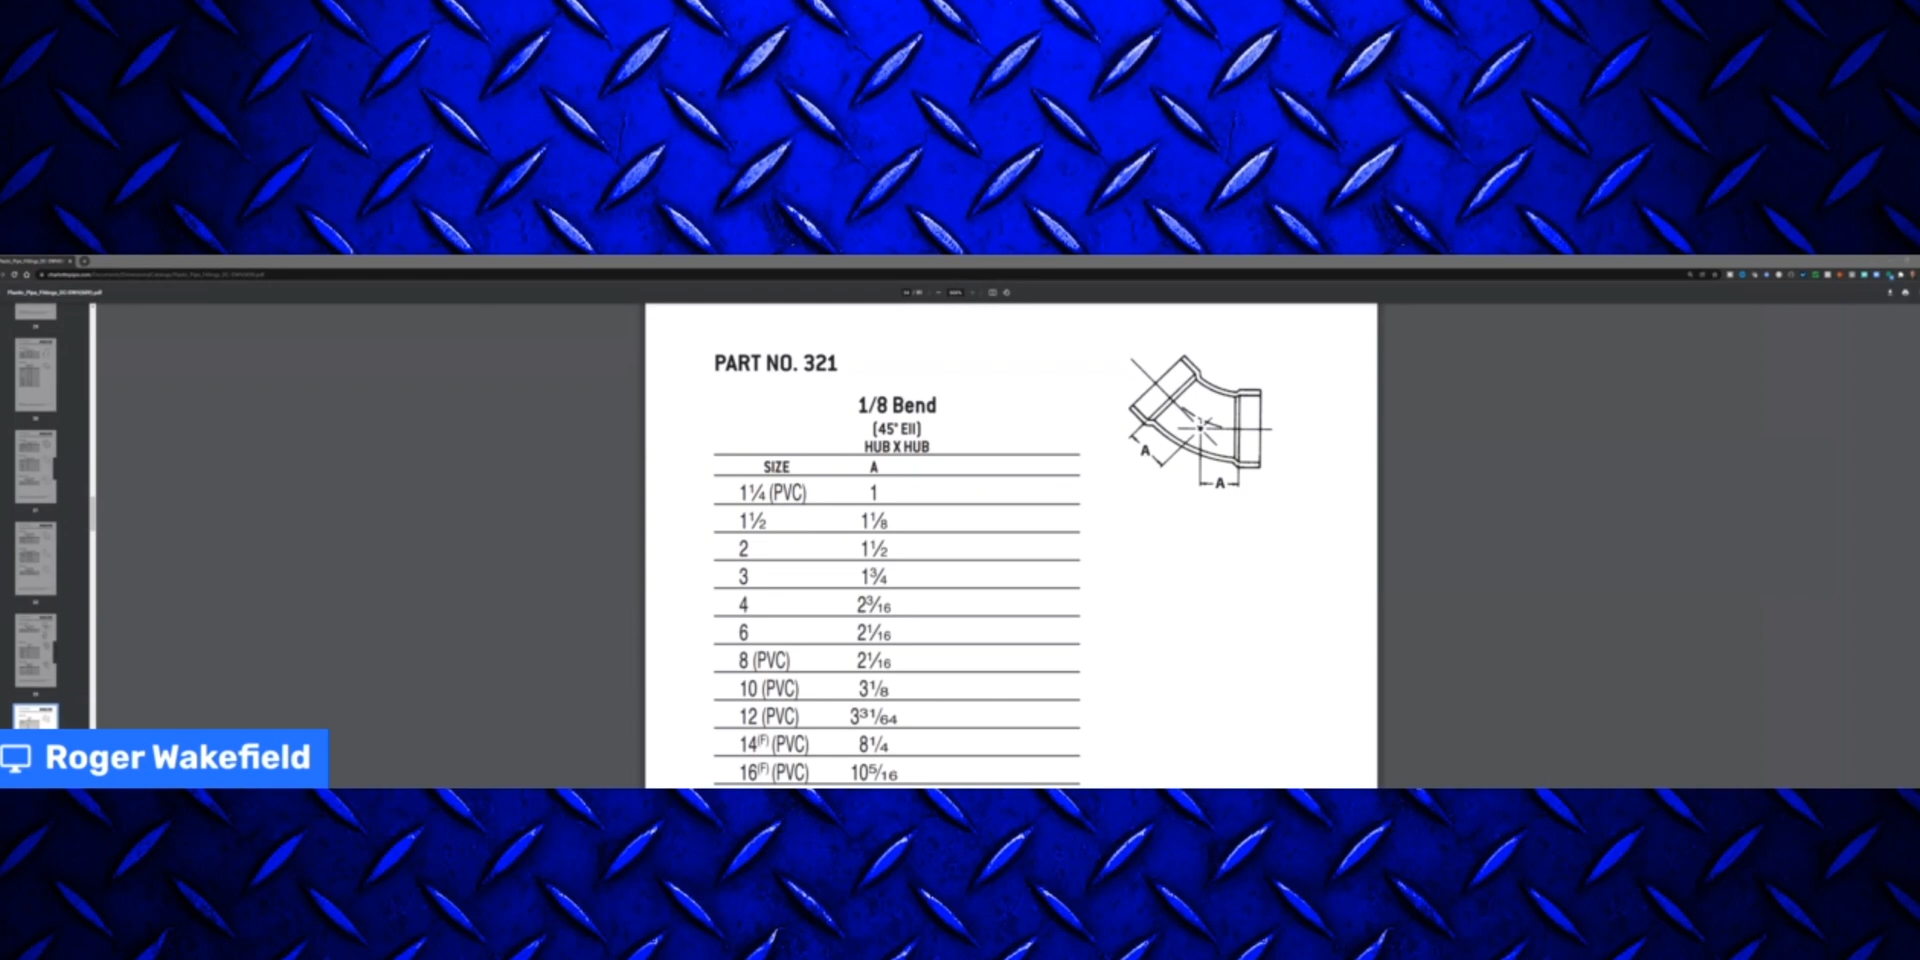 PART NO. 321
1/8 Bend
(45° Ell)
HUB X HUB
SIZE A
1¼ (PVC) 1
1½ 1⅛
2 1½
3 1¾
4 2³⁄₁₆
6 2¹⁄₁₆
8 (PVC) 2¹⁄₁₆
10 (PVC) 3⅛
12 (PVC) 3³¹⁄₆₄
14⁽ᶠ⁾ (PVC) 8¼
16⁽ᶠ⁾ (PVC) 10⁵⁄₁₆
A
A
Roger Wakefield